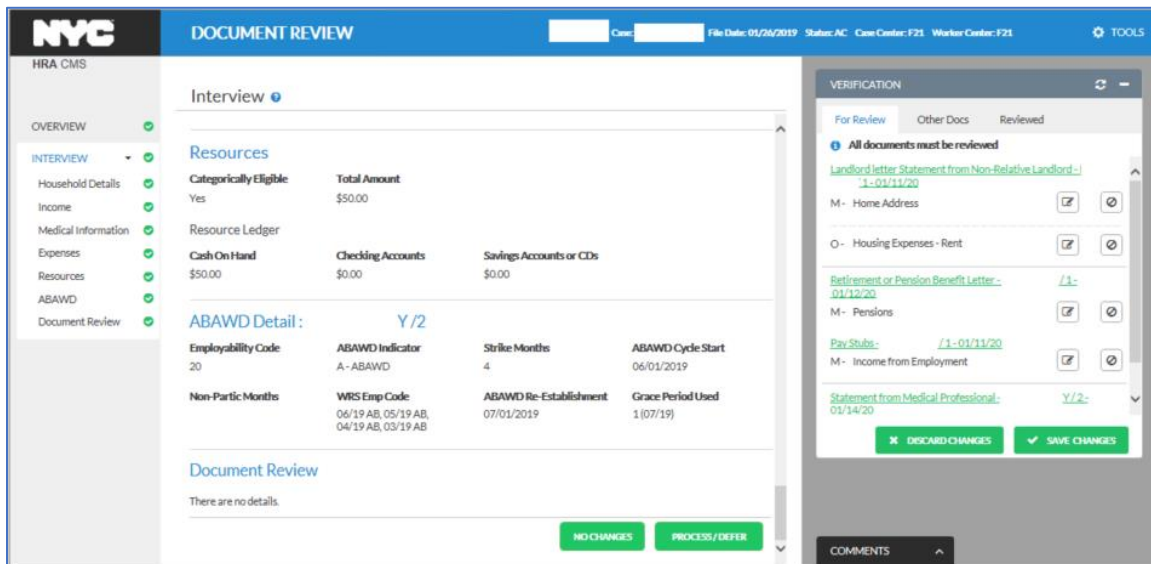 NYC
HRA CMS
DOCUMENT REVIEW
Case: File Date: 01/26/2019 Status: AC Case Center: F21 Worker Center: F21
TOOLS
OVERVIEW
INTERVIEW
Household Details
Income
Medical Information
Expenses
Resources
ABAWD
Document Review
Interview
Resources
Categorically Eligible Total Amount
Yes $50.00
Resource Ledger
Cash On Hand Checking Accounts Savings Accounts or CDs
$50.00 $0.00 $0.00
ABAWD Detail : Y /2
Employability Code ABAWD Indicator Strike Months ABAWD Cycle Start
20 A - ABAWD 4 06/01/2019
Non-Partic Months WRS Emp Code ABAWD Re-Establishment Grace Period Used
06/19 AB, 05/19 AB, 07/01/2019 1 (07/19)
04/19 AB, 03/19 AB
Document Review
There are no details.
NO CHANGES PROCESS / DEFER
VERIFICATION
For Review Other Docs Reviewed
All documents must be reviewed
Landlord letter Statement from Non-Relative Landlord -
1 - 01/11/20
M - Home Address
O - Housing Expenses - Rent
Retirement or Pension Benefit Letter - / 1 -
01/12/20
M - Pensions
Pay Stubs - / 1 - 01/11/20
M - Income from Employment
Statement from Medical Professional - Y / 2 -
01/14/20
DISCARD CHANGES SAVE CHANGES
COMMENTS